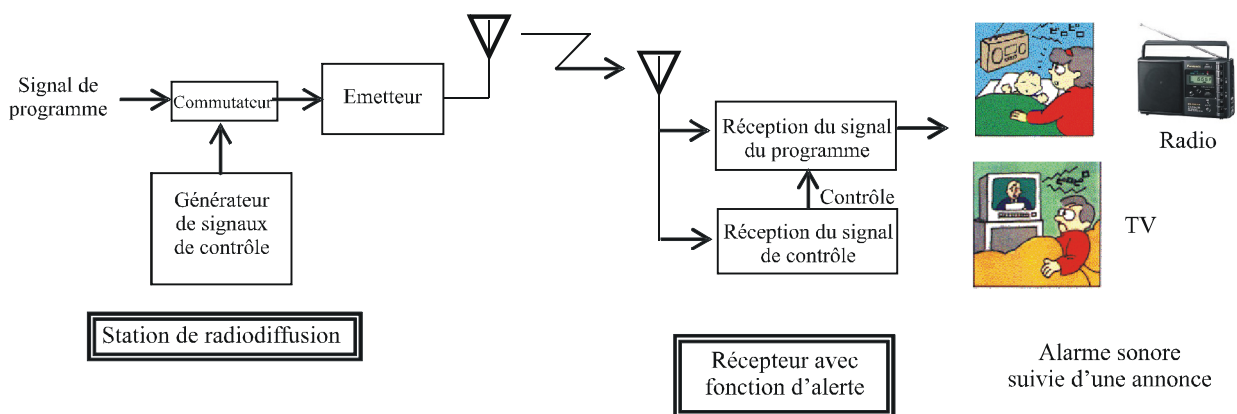 Signal de
programme
Commutateur
Emetteur
Générateur
de signaux
de contrôle
Station de radiodiffusion
Réception du signal
du programme
Contrôle
Réception du signal
de contrôle
Récepteur avec
fonction d'alerte
Radio
TV
Alarme sonore
suivie d'une annonce